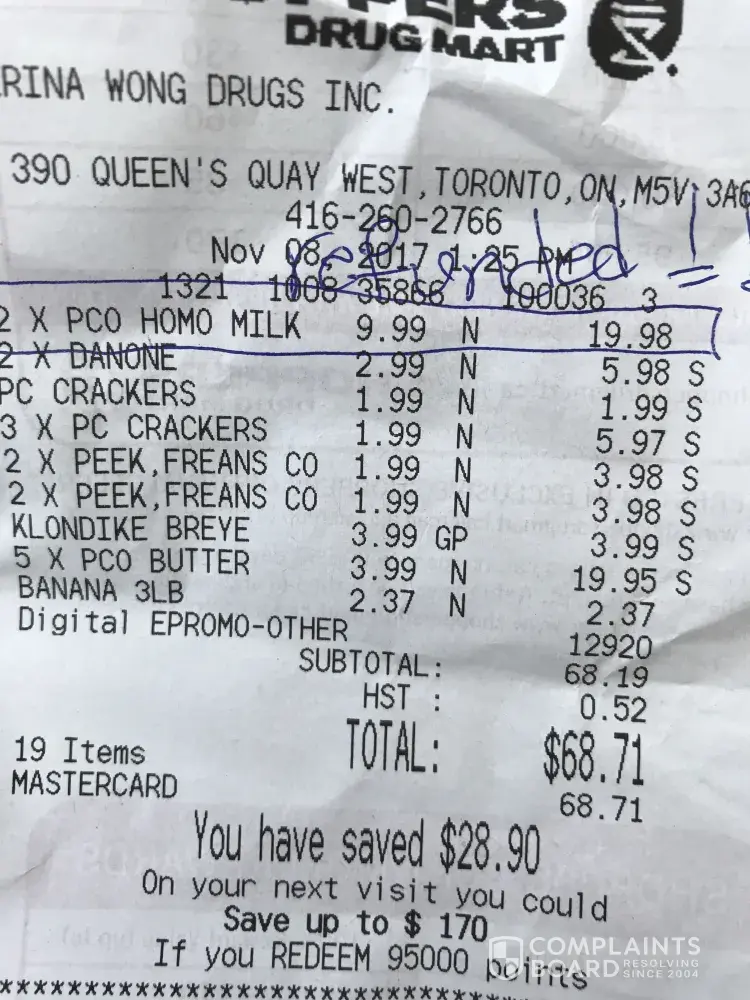 DRUG MART
RINA WONG DRUGS INC.
390 QUEEN'S QUAY WEST, TORONTO, ON, M5V 3A6
416-260-2766
Nov 08, 2017 1:25 PM
refunded!
1321 1008 35866 100036 3
2 X PCO HOMO MILK 9.99 N 19.98
2 X DANONE 2.99 N 5.98 S
PC CRACKERS 1.99 N 1.99 S
3 X PC CRACKERS 1.99 N 5.97 S
2 X PEEK,FREANS CO 1.99 N 3.98 S
2 X PEEK,FREANS CO 1.99 N 3.98 S
KLONDIKE BREYE 3.99 GP 3.99 S
5 X PCO BUTTER 3.99 N 19.95 S
BANANA 3LB 2.37 N 2.37
Digital EPROMO-OTHER 12920
SUBTOTAL: 68.19
HST : 0.52
TOTAL: $68.71
19 Items
MASTERCARD 68.71
You have saved $28.90
On your next visit you could
Save up to $ 170
If you REDEEM 95000 points
COMPLAINTS
BOARD RESOLVING SINCE 2004
*****************************